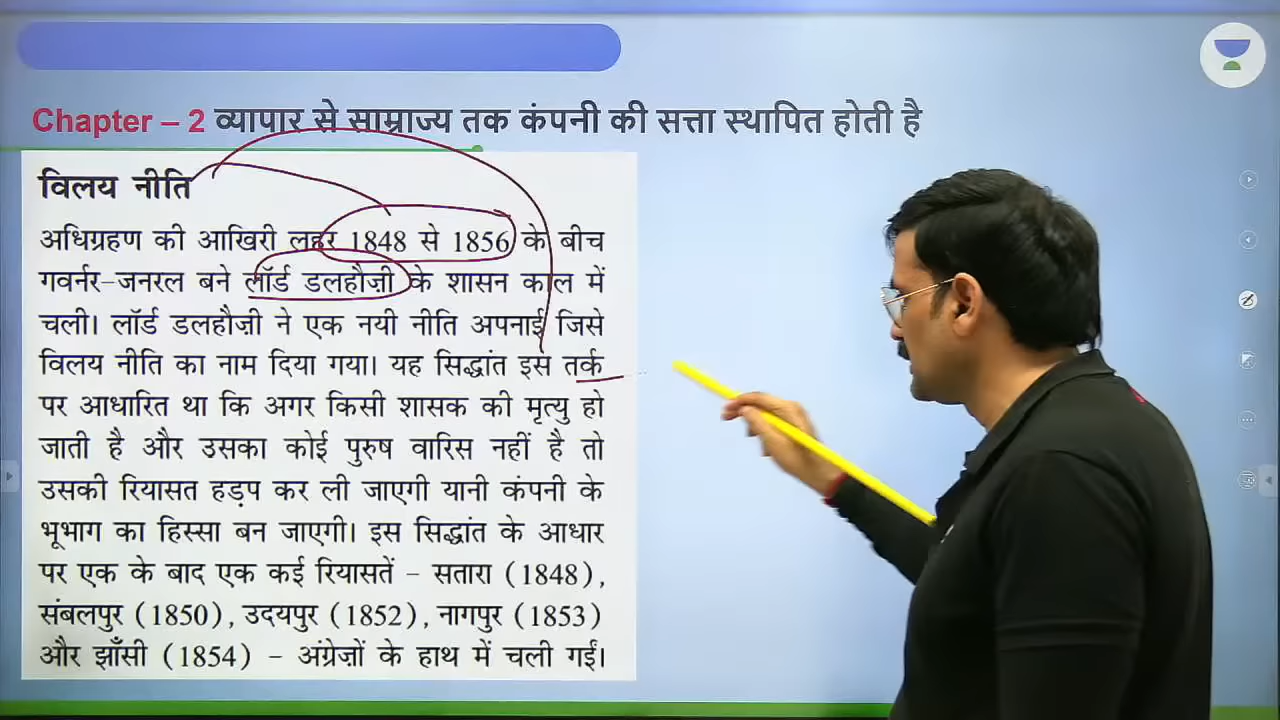 Chapter – 2 व्यापार से साम्राज्य तक कंपनी की सत्ता स्थापित होती है
विलय नीति
अधिग्रहण की आखिरी लहर 1848 से 1856 के बीच
गवर्नर-जनरल बने लॉर्ड डलहौज़ी के शासन काल में
चली। लॉर्ड डलहौज़ी ने एक नयी नीति अपनाई जिसे
विलय नीति का नाम दिया गया। यह सिद्धांत इस तर्क
पर आधारित था कि अगर किसी शासक की मृत्यु हो
जाती है और उसका कोई पुरुष वारिस नहीं है तो
उसकी रियासत हड़प कर ली जाएगी यानी कंपनी के
भूभाग का हिस्सा बन जाएगी। इस सिद्धांत के आधार
पर एक के बाद एक कई रियासतें – सतारा (1848),
संबलपुर (1850), उदयपुर (1852), नागपुर (1853)
और झाँसी (1854) – अंग्रेज़ों के हाथ में चली गईं।